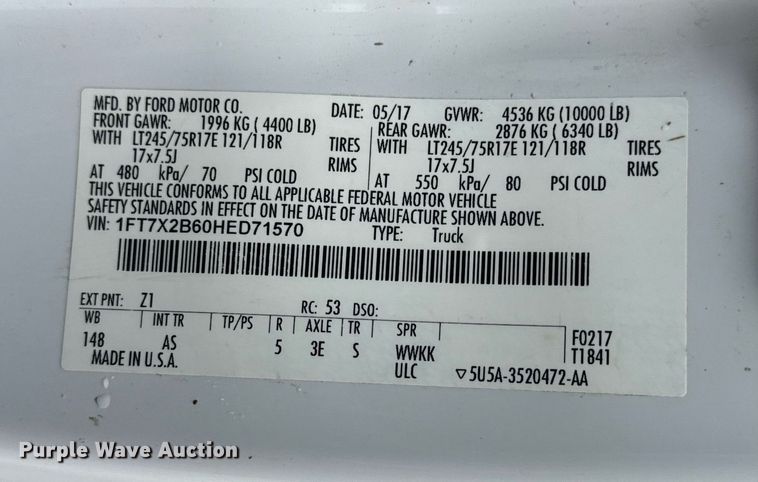 MFD. BY FORD MOTOR CO.
DATE: 05/17 GVWR: 4536 KG (10000 LB)
FRONT GAWR: 1996 KG ( 4400 LB) REAR GAWR: 2876 KG ( 6340 LB)
WITH LT245/75R17E 121/118R TIRES WITH LT245/75R17E 121/118R TIRES
17x7.5J RIMS 17x7.5J RIMS
AT 480 kPa/ 70 PSI COLD AT 550 kPa/ 80 PSI COLD
THIS VEHICLE CONFORMS TO ALL APPLICABLE FEDERAL MOTOR VEHICLE
SAFETY STANDARDS IN EFFECT ON THE DATE OF MANUFACTURE SHOWN ABOVE.
VIN: 1FT7X2B60HED71570 TYPE: Truck
EXT PNT: Z1 RC: 53 DSO:
WB INT TR TP/PS R AXLE TR SPR F0217
148 AS 5 3E S WWKK T1841
MADE IN U.S.A. ULC ▽5U5A-3520472-AA
Purple Wave Auction